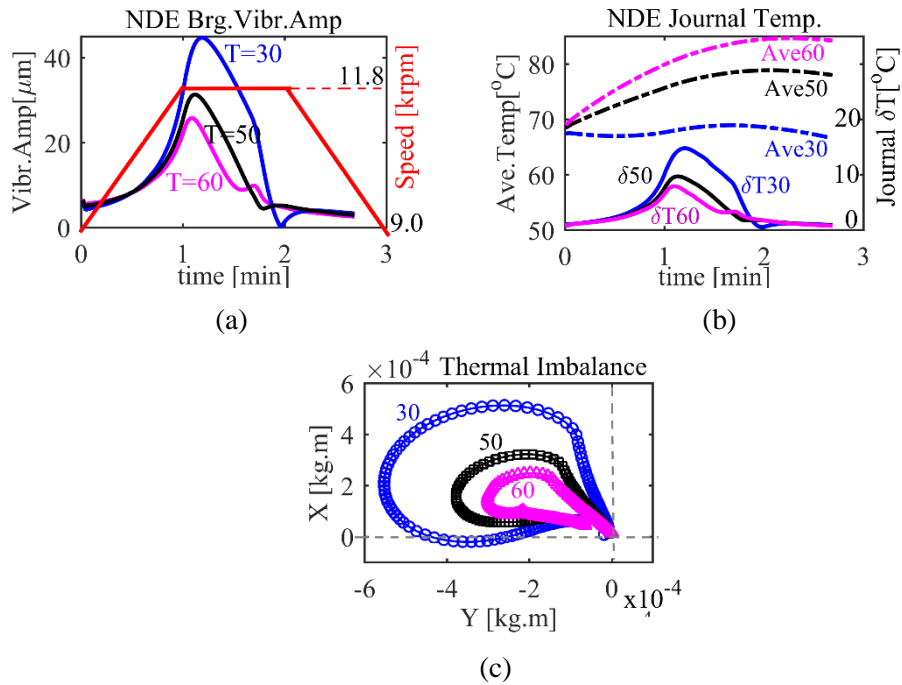 NDE Brg.Vibr.Amp
Vibr.Amp[μm]
40
20
0
T=30
T=50
T=60
11.8
9.0
Speed [krpm]
0 1 2 3
time [min]
(a)
NDE Journal Temp.
Ave.Temp[°C]
80
70
60
50
Ave60
Ave50
Ave30
δ50
δT30
δT60
20
10
0
Journal δT[°C]
0 1 2 3
time [min]
(b)
×10⁻⁴ Thermal Imbalance
X [kg.m]
6
4
2
0
30
50
60
-6 -4 -2 0 x10⁻⁴
Y [kg.m]
(c)